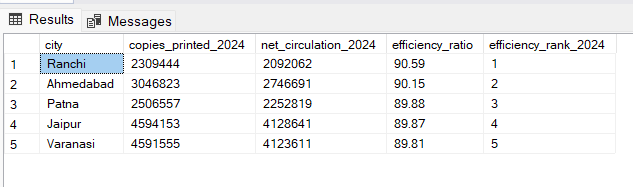 Results Messages
city copies_printed_2024 net_circulation_2024 efficiency_ratio efficiency_rank_2024
1 Ranchi 2309444 2092062 90.59 1
2 Ahmedabad 3046823 2746691 90.15 2
3 Patna 2506557 2252819 89.88 3
4 Jaipur 4594153 4128641 89.87 4
5 Varanasi 4591555 4123611 89.81 5